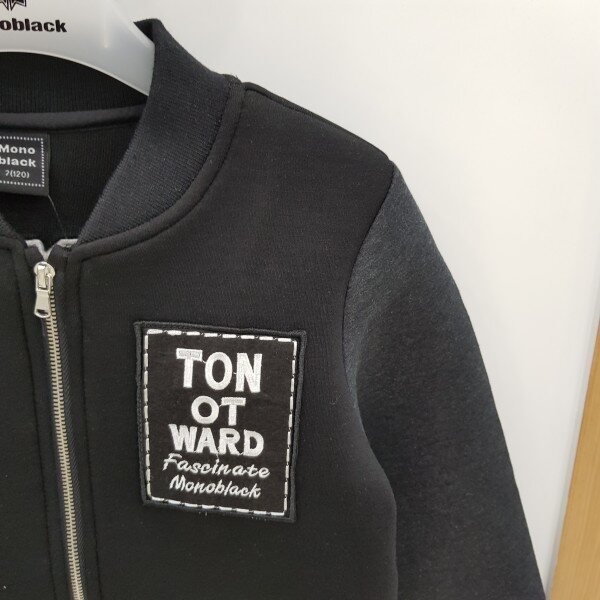 noblack
Mono
black
7(120)
TON
OT
WARD
Fascinate
Monoblack